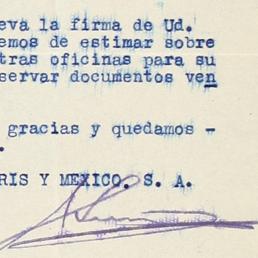 eva la firma de Ud.
emos de estimar sobre
tras oficinas para su
servar documentos ven
gracias y quedamos -
.
RIS Y MEXICO. S. A.